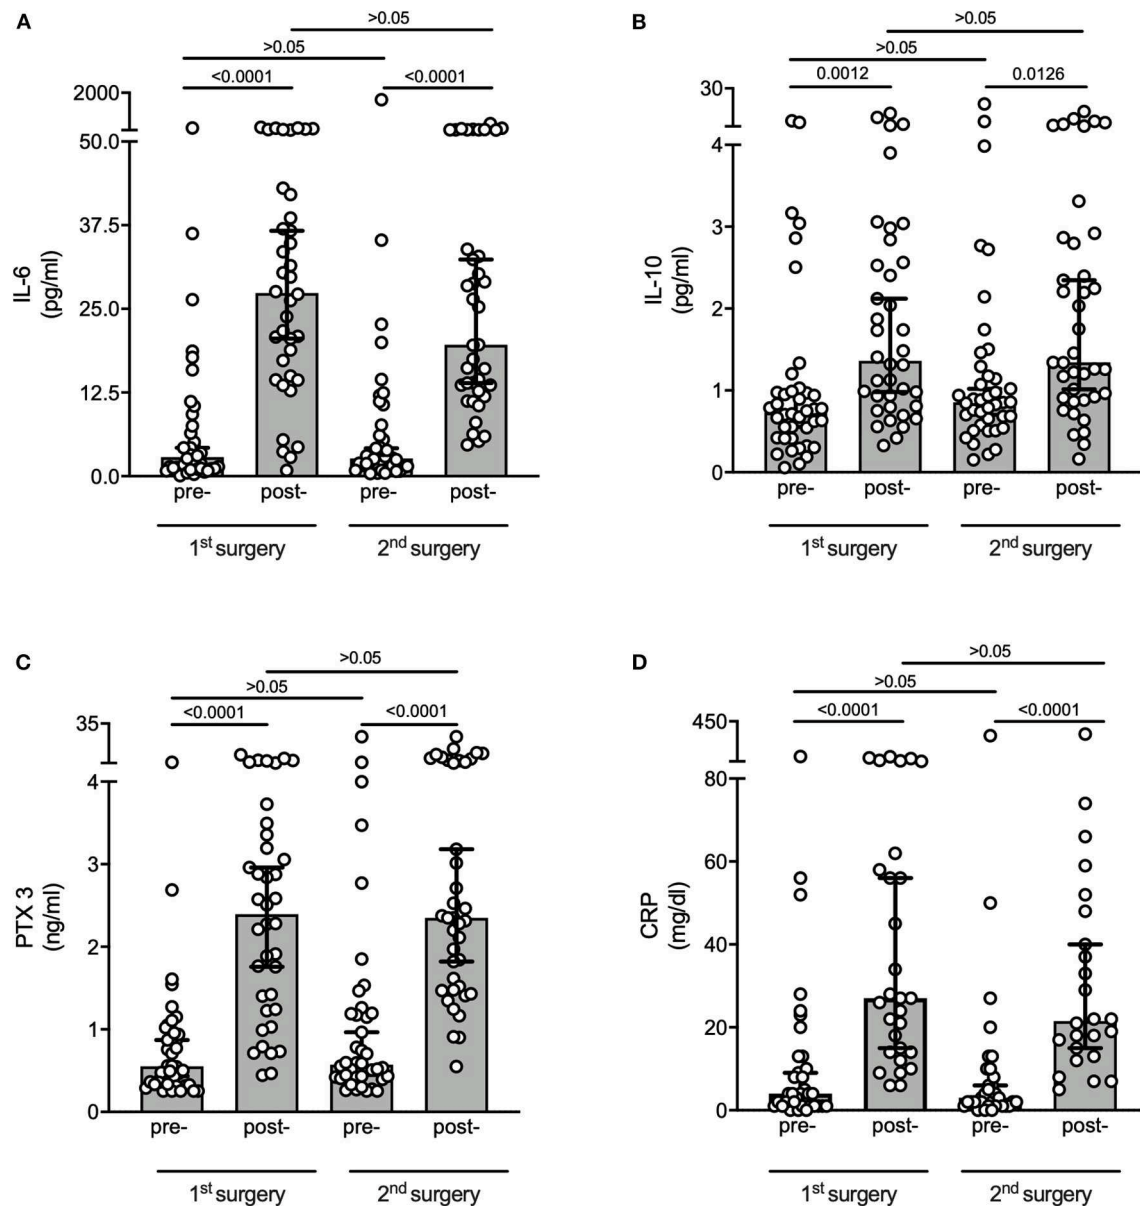 A
>0.05
>0.05
<0.0001
<0.0001
2000
50.0
37.5
25.0
12.5
0.0
IL-6
(pg/ml)
pre-
post-
pre-
post-
1st surgery
2nd surgery
B
>0.05
>0.05
0.0012
0.0126
30
4
3
2
1
0
IL-10
(pg/ml)
pre-
post-
pre-
post-
1st surgery
2nd surgery
C
>0.05
>0.05
<0.0001
<0.0001
35
4
3
2
1
0
PTX 3
(ng/ml)
pre-
post-
pre-
post-
1st surgery
2nd surgery
D
>0.05
>0.05
<0.0001
<0.0001
450
80
60
40
20
0
CRP
(mg/dl)
pre-
post-
pre-
post-
1st surgery
2nd surgery